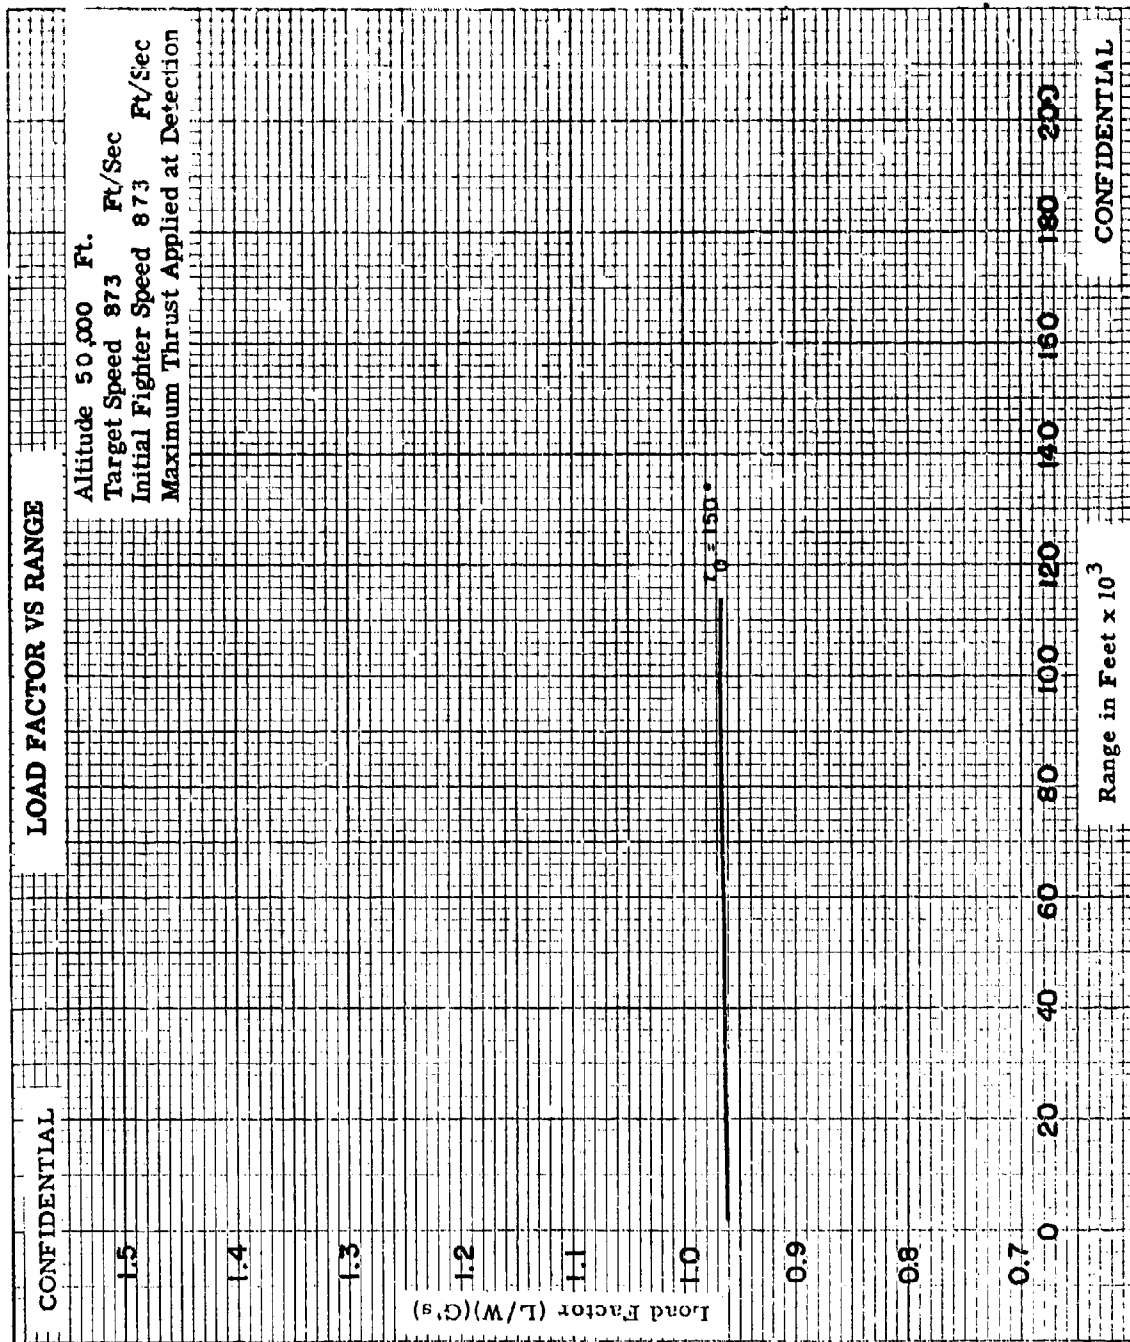 CONFIDENTIAL
LOAD FACTOR VS RANGE
Altitude 50,000 Ft.
Target Speed 873 Ft/Sec
Initial Fighter Speed 873 Ft/Sec
Maximum Thrust Applied at Detection
Load Factor (L/W)(G's)
1.5
1.4
1.3
1.2
1.1
1.0
0.9
0.8
0.7
τ0 = 150°
0 20 40 60 80 100 120 140 160 180 200
Range in Feet x 10³
CONFIDENTIAL